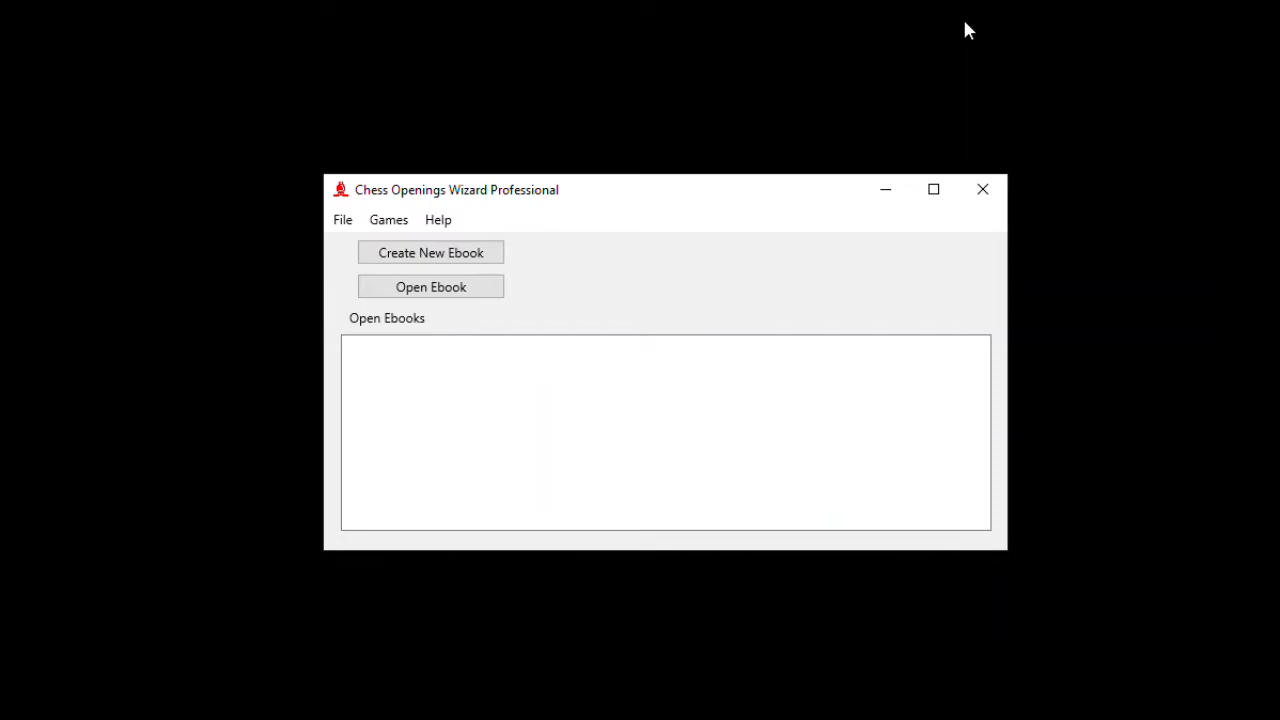 Chess Openings Wizard Professional
File Games Help
Create New Ebook
Open Ebook
Open Ebooks